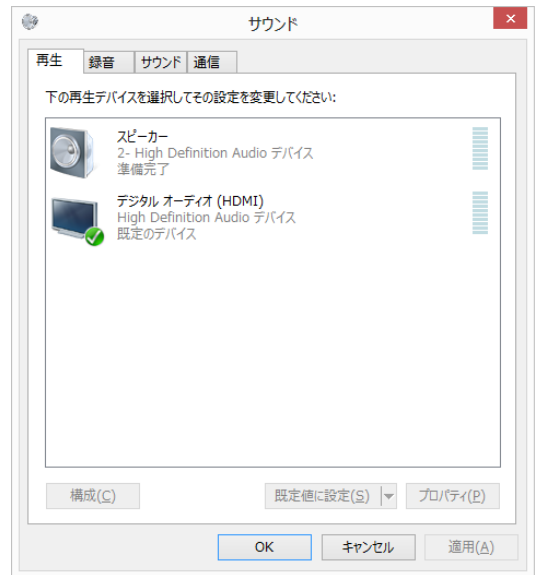 サウンド
再生 録音 サウンド 通信
下の再生デバイスを選択してその設定を変更してください:
スピーカー
2- High Definition Audio デバイス
準備完了
デジタル オーディオ (HDMI)
High Definition Audio デバイス
既定のデバイス
構成(C) 既定値に設定(S) プロパティ(P)
OK キャンセル 適用(A)